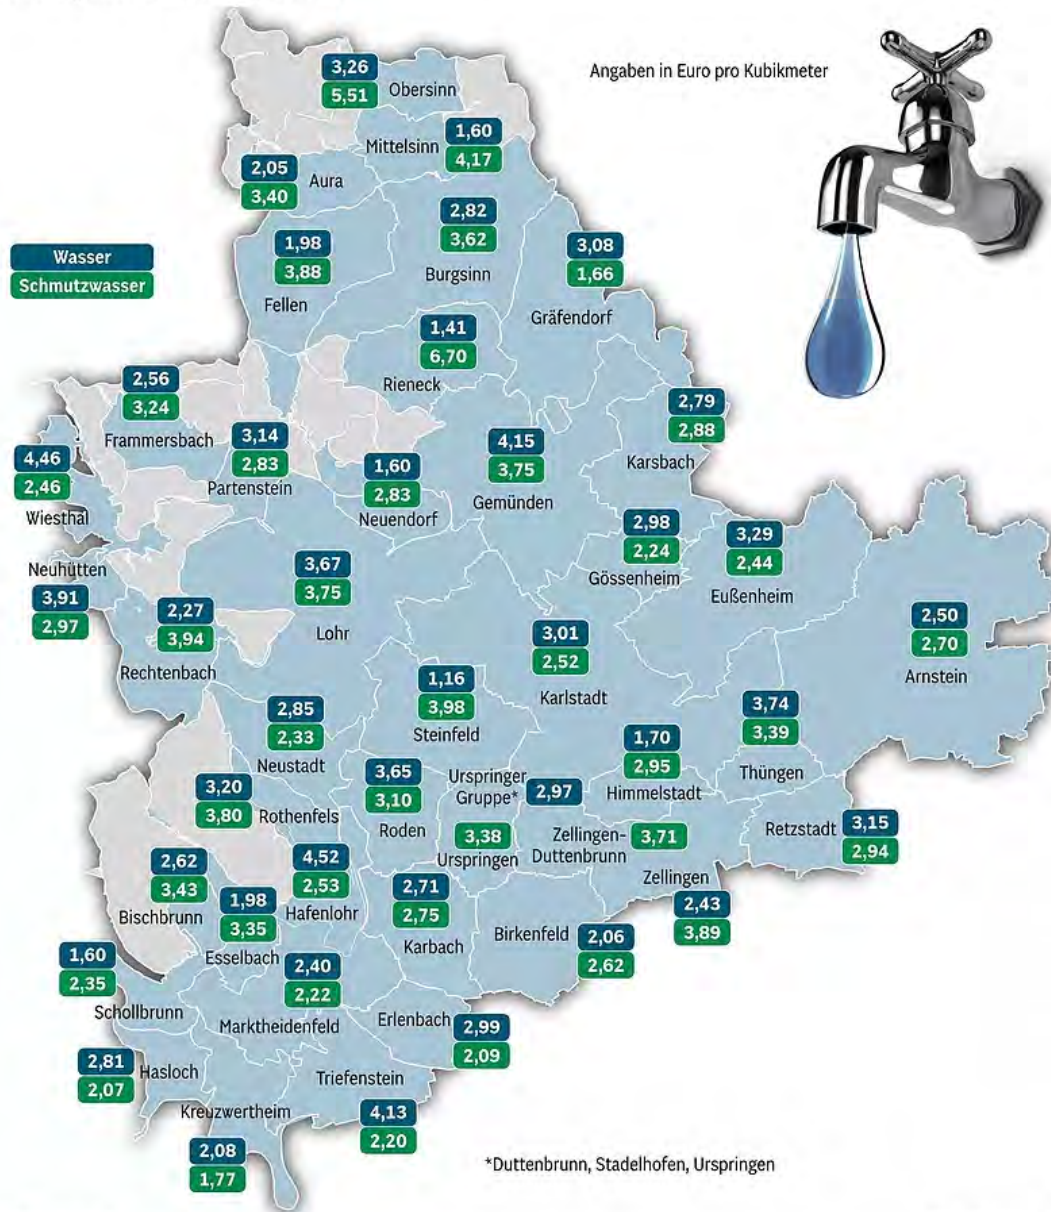 Angaben in Euro pro Kubikmeter
3,26
5,51
Obersinn
1,60
4,17
Mittelsinn
2,05
3,40
Aura
2,82
3,62
Burgsinn
Wasser
Schmutzwasser
1,98
3,88
Fellen
3,08
1,66
Gräfendorf
1,41
6,70
Rieneck
2,56
3,24
Frammersbach
3,14
2,83
Partenstein
2,79
2,88
Karsbach
4,46
2,46
Wiesthal
1,60
2,83
Neuendorf
4,15
3,75
Gemünden
2,98
2,24
Gössenheim
3,29
2,44
Eußenheim
Neuhütten
3,91
2,97
3,67
3,75
Lohr
2,27
3,94
Rechtenbach
3,01
2,52
Karlstadt
2,50
2,70
Arnstein
1,16
3,98
Steinfeld
2,85
2,33
Neustadt
3,74
3,39
Thüngen
1,70
2,95
Himmelstadt
3,20
3,80
Rothenfels
3,65
3,10
Roden
Urspringer
Gruppe*
2,97
3,38
Urspringen
Zellingen-
Duttenbrunn
3,71
Retzstadt
3,15
2,94
2,62
3,43
Bischbrunn
4,52
2,53
Hafenlohr
1,98
3,35
Esselbach
2,71
2,75
Karbach
Zellingen
2,43
3,89
Birkenfeld
2,06
2,62
1,60
2,35
Schollbrunn
2,40
2,22
Marktheidenfeld
Erlenbach
2,99
2,09
2,81
2,07
Hasloch
Triefenstein
4,13
2,20
Kreuzwertheim
2,08
1,77
*Duttenbrunn, Stadelhofen, Urspringen